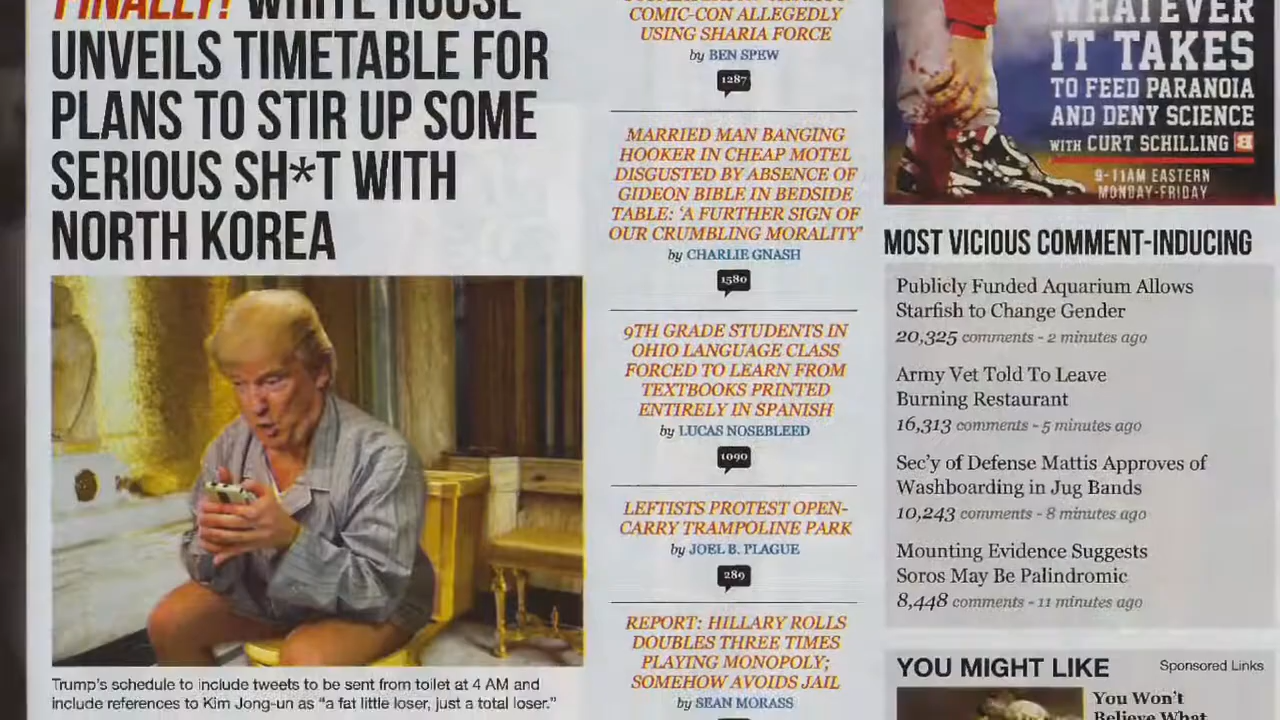 FINALLY! WHITE HOUSE
UNVEILS TIMETABLE FOR
PLANS TO STIR UP SOME
SERIOUS SH*T WITH
NORTH KOREA
Trump's schedule to include tweets to be sent from toilet at 4 AM and
include references to Kim Jong-un as "a fat little loser, just a total loser."
COMIC-CON ALLEGEDLY
USING SHARIA FORCE
by BEN SPEW
1287
MARRIED MAN BANGING
HOOKER IN CHEAP MOTEL
DISGUSTED BY ABSENCE OF
GIDEON BIBLE IN BEDSIDE
TABLE: 'A FURTHER SIGN OF
OUR CRUMBLING MORALITY'
by CHARLIE GNASH
1580
9TH GRADE STUDENTS IN
OHIO LANGUAGE CLASS
FORCED TO LEARN FROM
TEXTBOOKS PRINTED
ENTIRELY IN SPANISH
by LUCAS NOSEBLEED
1090
LEFTISTS PROTEST OPEN-
CARRY TRAMPOLINE PARK
by JOEL B. PLAGUE
289
REPORT: HILLARY ROLLS
DOUBLES THREE TIMES
PLAYING MONOPOLY;
SOMEHOW AVOIDS JAIL
by SEAN MORASS
WHATEVER
IT TAKES
TO FEED PARANOIA
AND DENY SCIENCE
WITH CURT SCHILLING B
9-11AM EASTERN
MONDAY-FRIDAY
MOST VICIOUS COMMENT-INDUCING
Publicly Funded Aquarium Allows
Starfish to Change Gender
20,325 comments - 2 minutes ago
Army Vet Told To Leave
Burning Restaurant
16,313 comments - 5 minutes ago
Sec'y of Defense Mattis Approves of
Washboarding in Jug Bands
10,243 comments - 8 minutes ago
Mounting Evidence Suggests
Soros May Be Palindromic
8,448 comments - 11 minutes ago
YOU MIGHT LIKE
Sponsored Links
You Won't
Believe What